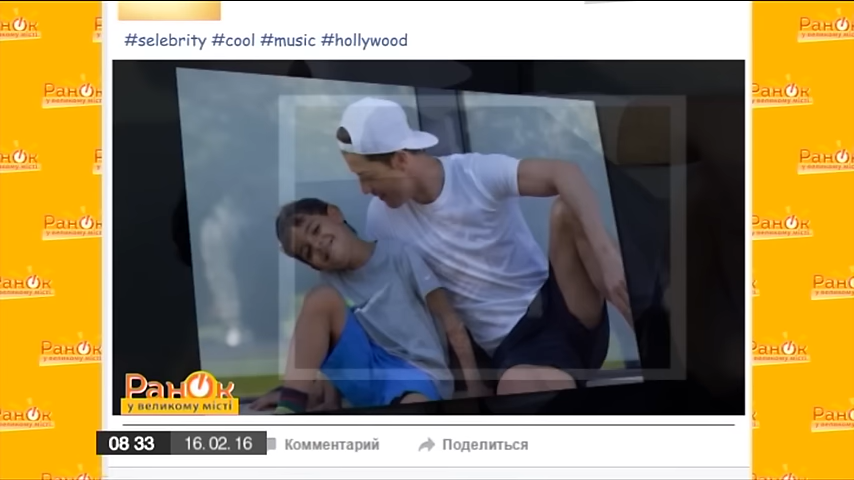 #selebrity #cool #music #hollywood
Ранок
у великому місті
08 33 16. 02. 16 Комментарий Поделиться